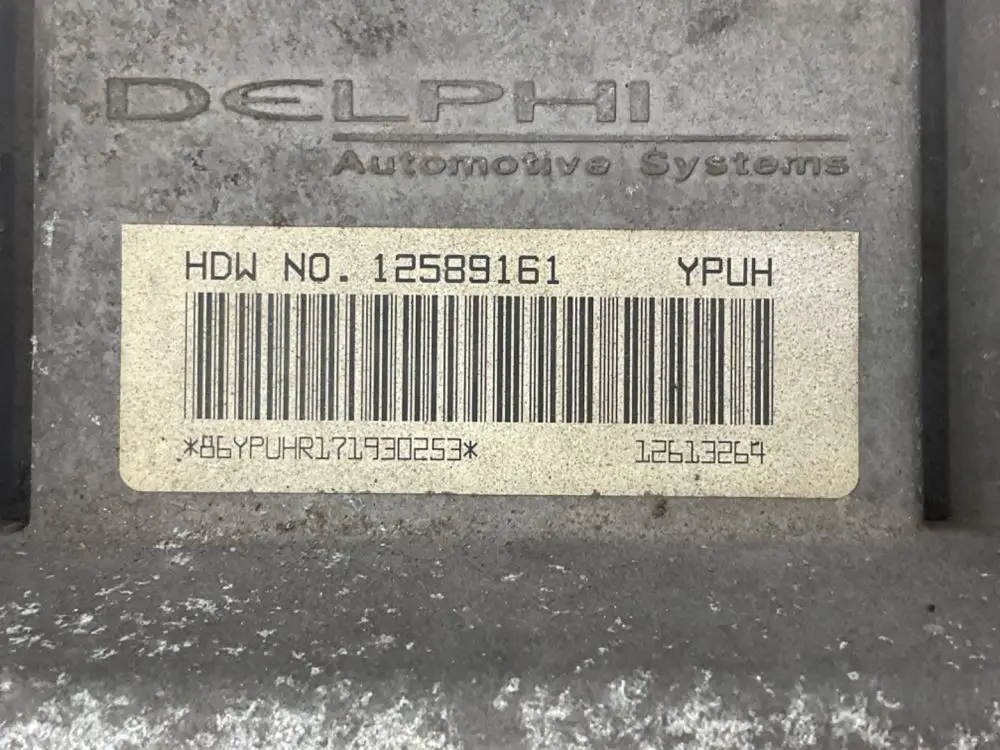 DELPHI
Automotive Systems
HDW NO. 12589161 YPUH
*86YPUHR171930253* 12613264